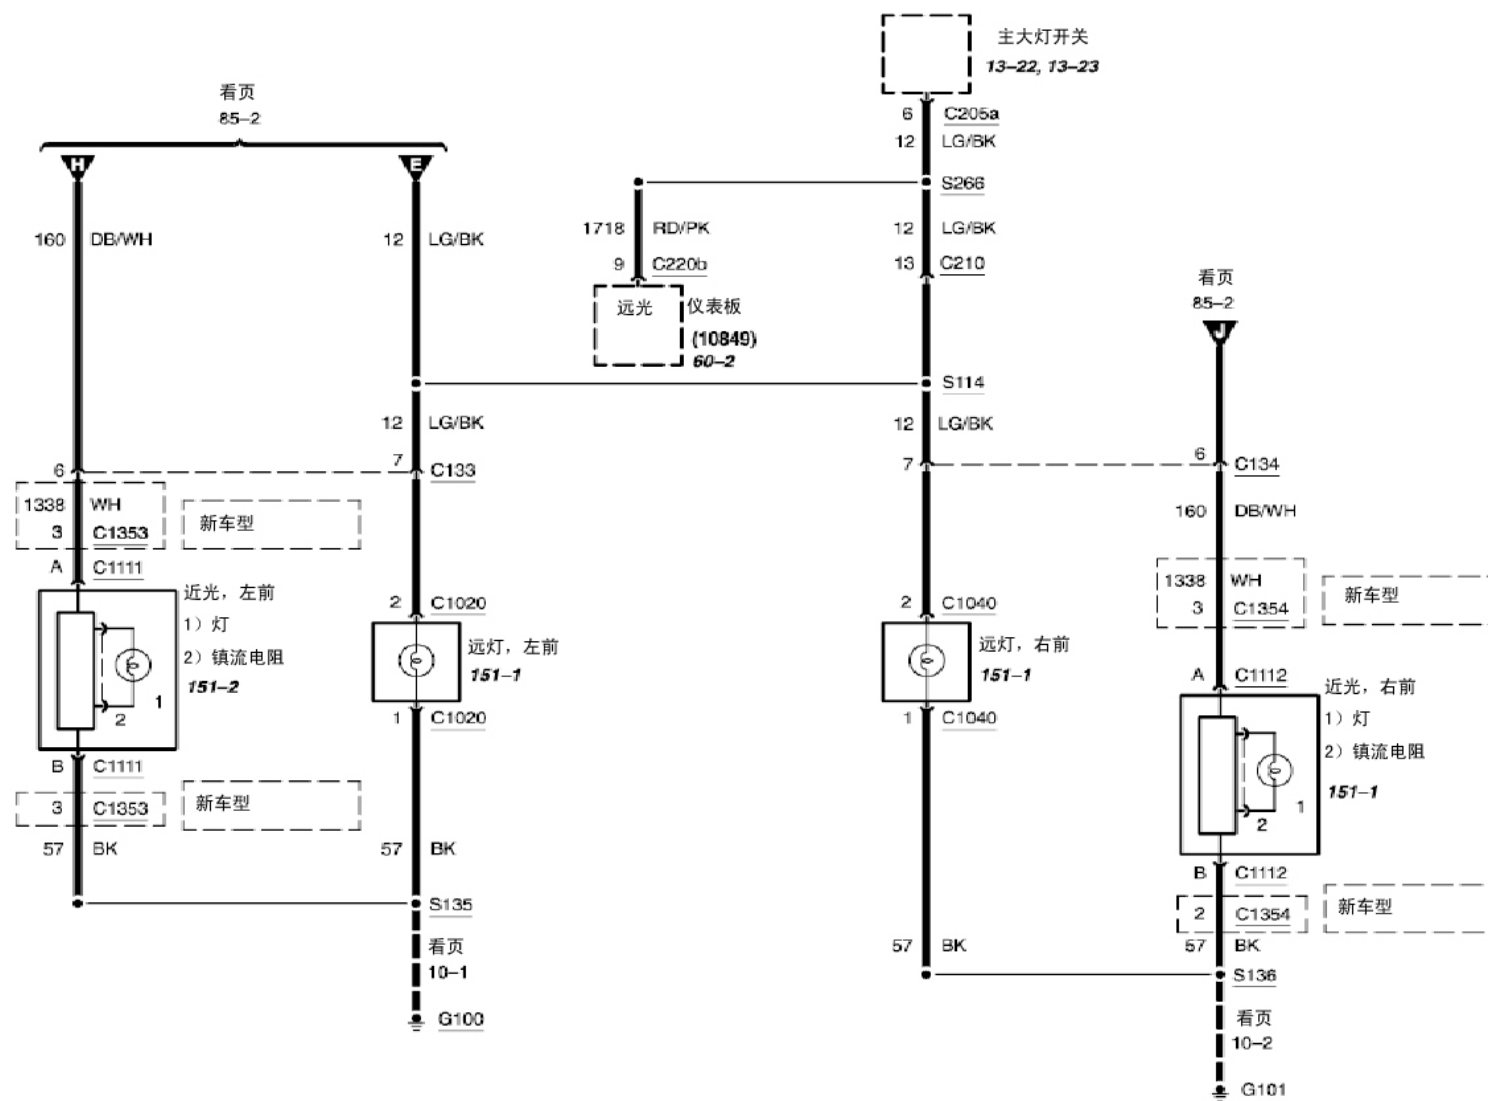 主大灯开关
13–22, 13–23
6 C205a
12 LG/BK
S266
看页
85–2
H
E
160 DB/WH
12 LG/BK
1718 RD/PK
9 C220b
远光
仪表板
(10849)
60–2
12 LG/BK
13 C210
看页
85–2
J
S114
12 LG/BK
12 LG/BK
6
7 C133
7
6 C134
1338 WH
3 C1353
新车型
A C1111
近光，左前
1）灯
2）镇流电阻
151–2
1
2
B C1111
3 C1353
新车型
57 BK
2 C1020
远灯，左前
151–1
1 C1020
57 BK
S135
看页
10–1
G100
2 C1040
远灯，右前
151–1
1 C1040
57 BK
160 DB/WH
1338 WH
3 C1354
新车型
A C1112
近光，右前
1）灯
2）镇流电阻
151–1
1
2
B C1112
2 C1354
新车型
57 BK
S136
看页
10–2
G101